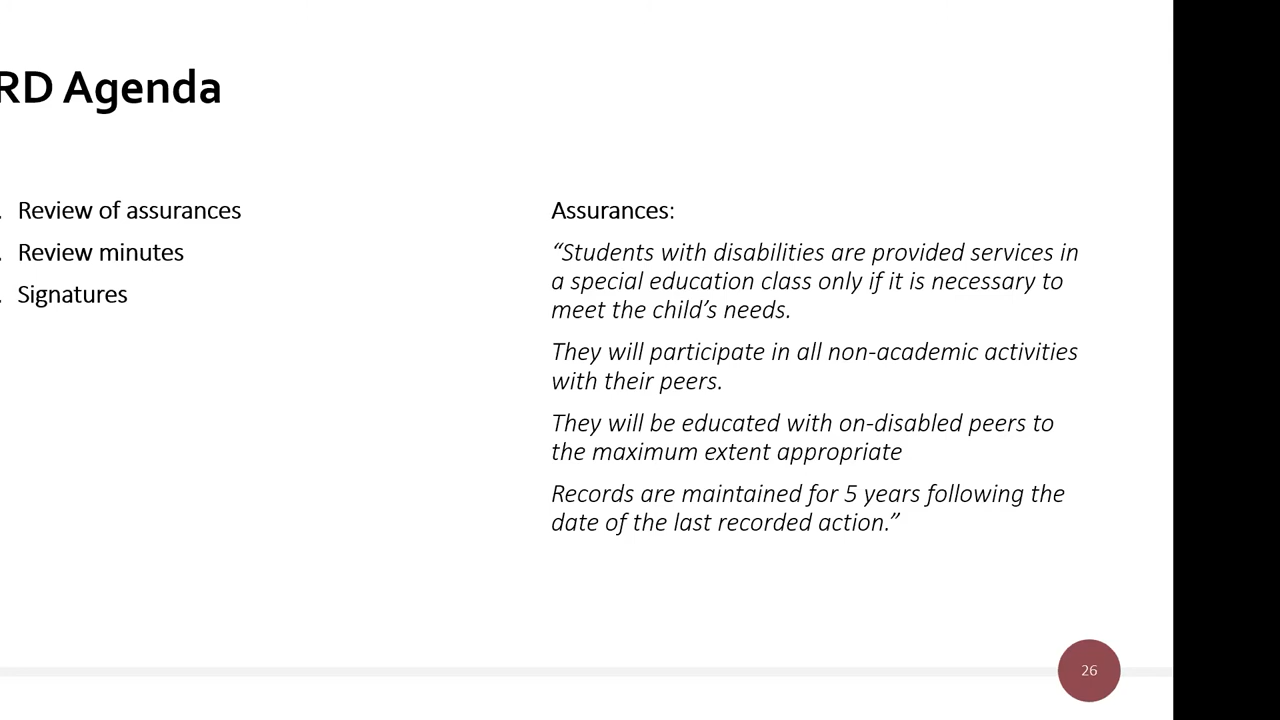 RD Agenda
. Review of assurances
. Review minutes
. Signatures
Assurances:
“Students with disabilities are provided services in
a special education class only if it is necessary to
meet the child’s needs.
They will participate in all non-academic activities
with their peers.
They will be educated with on-disabled peers to
the maximum extent appropriate
Records are maintained for 5 years following the
date of the last recorded action.”
26